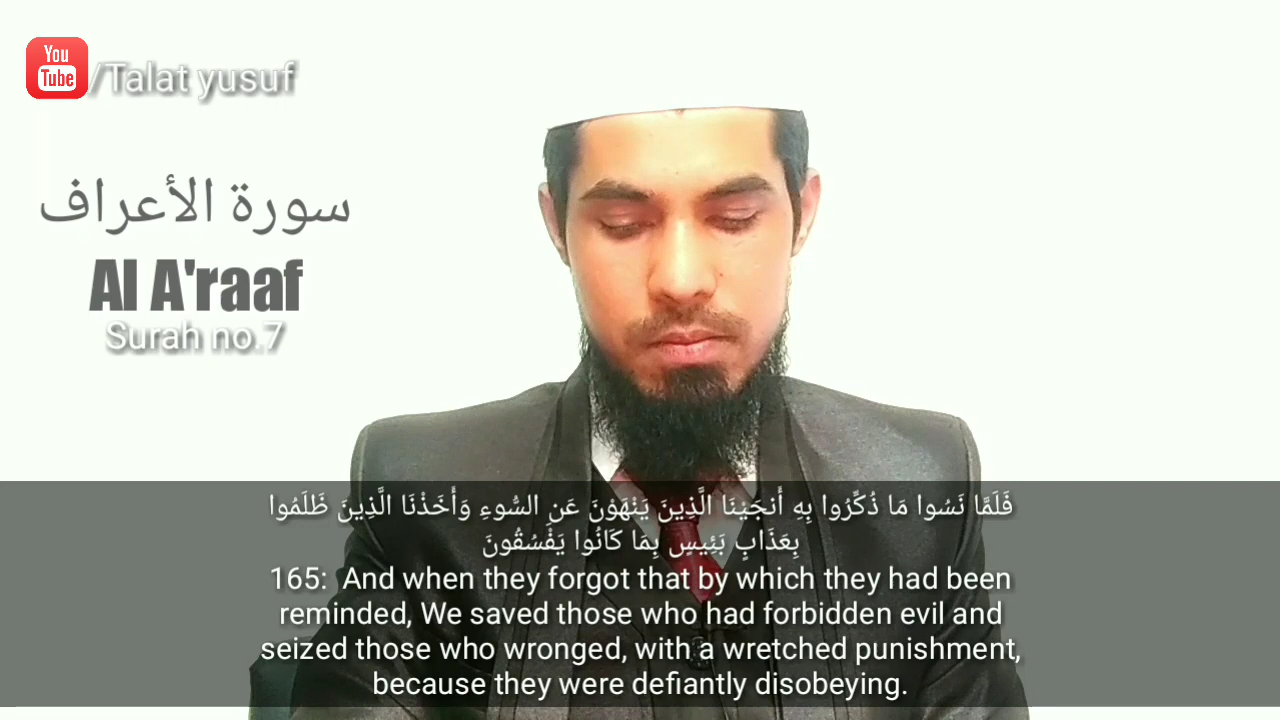 You
Tube
/Talat yusuf
سورة الأعراف
Al A'raaf
Surah no.7
فَلَمَّا نَسُوا مَا ذُكِّرُوا بِهِ أَنجَيْنَا الَّذِينَ يَنْهَوْنَ عَنِ السُّوءِ وَأَخَذْنَا الَّذِينَ ظَلَمُوا
بِعَذَابٍ بَئِيسٍ بِمَا كَانُوا يَفْسُقُونَ
165: And when they forgot that by which they had been
reminded, We saved those who had forbidden evil and
seized those who wronged, with a wretched punishment,
because they were defiantly disobeying.